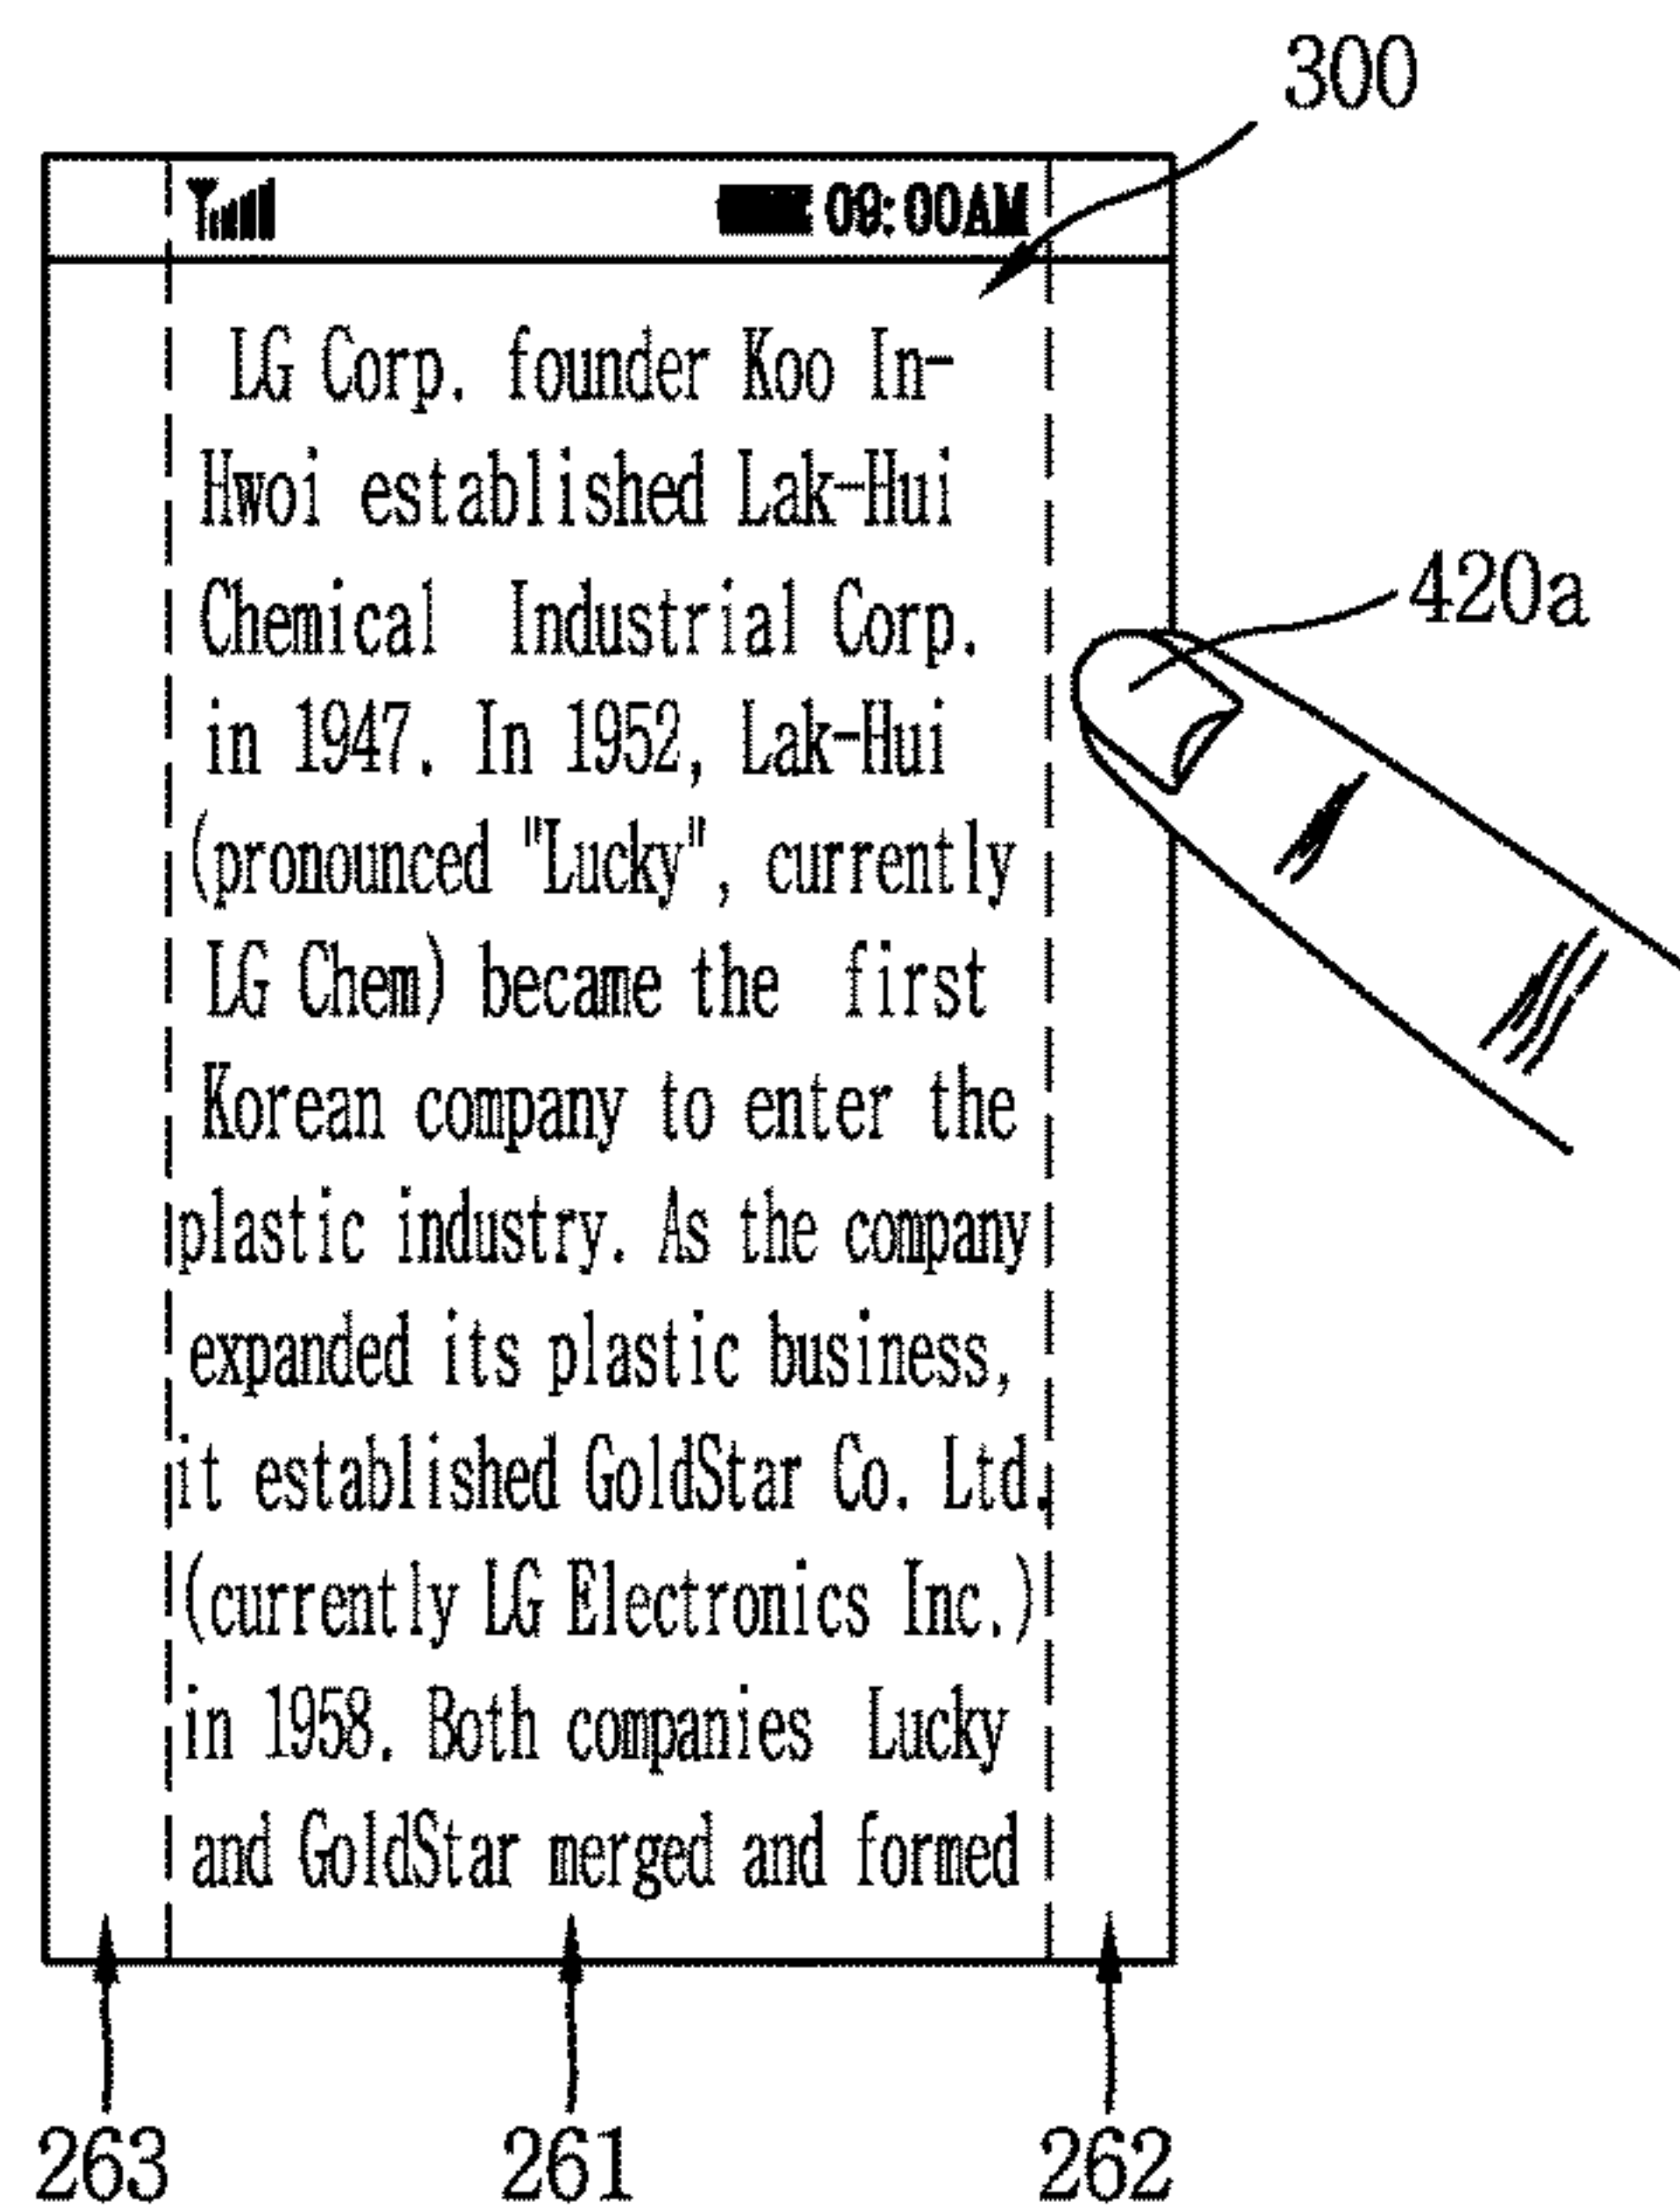 300
09:00AM
LG Corp. founder Koo In-
Hwoi established Lak-Hui
Chemical Industrial Corp.
in 1947. In 1952, Lak-Hui
(pronounced "Lucky", currently
LG Chem) became the first
Korean company to enter the
plastic industry. As the company
expanded its plastic business,
it established GoldStar Co. Ltd.
(currently LG Electronics Inc.)
in 1958. Both companies Lucky
and GoldStar merged and formed
420a
263 261 262